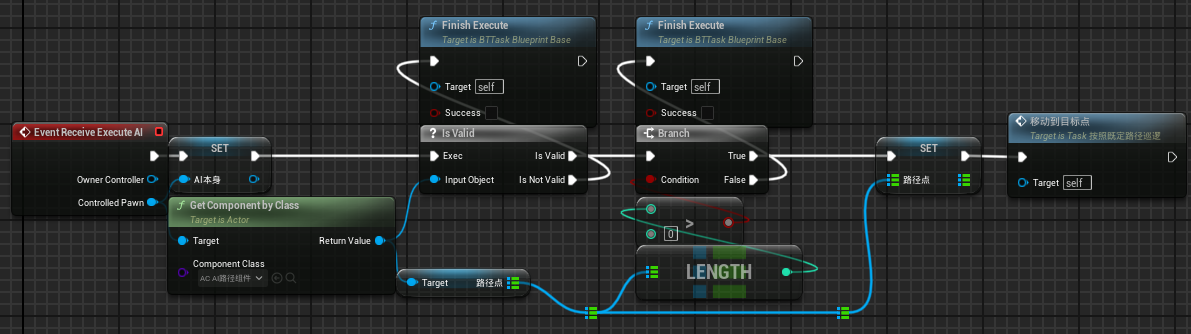 Finish Execute
Target is BTTask Blueprint Base
Target self
Success
Finish Execute
Target is BTTask Blueprint Base
Target self
Success
Event Receive Execute AI
Owner Controller
Controlled Pawn
SET
AI本身
Is Valid
Exec
Is Valid
Input Object
Is Not Valid
Branch
True
Condition
False
SET
路径点
移动到目标点
Target is Task 按照既定路径巡逻
Target self
Get Component by Class
Target is Actor
Target
Return Value
Component Class
AC AI路径组件
Target 路径点
>
0
LENGTH